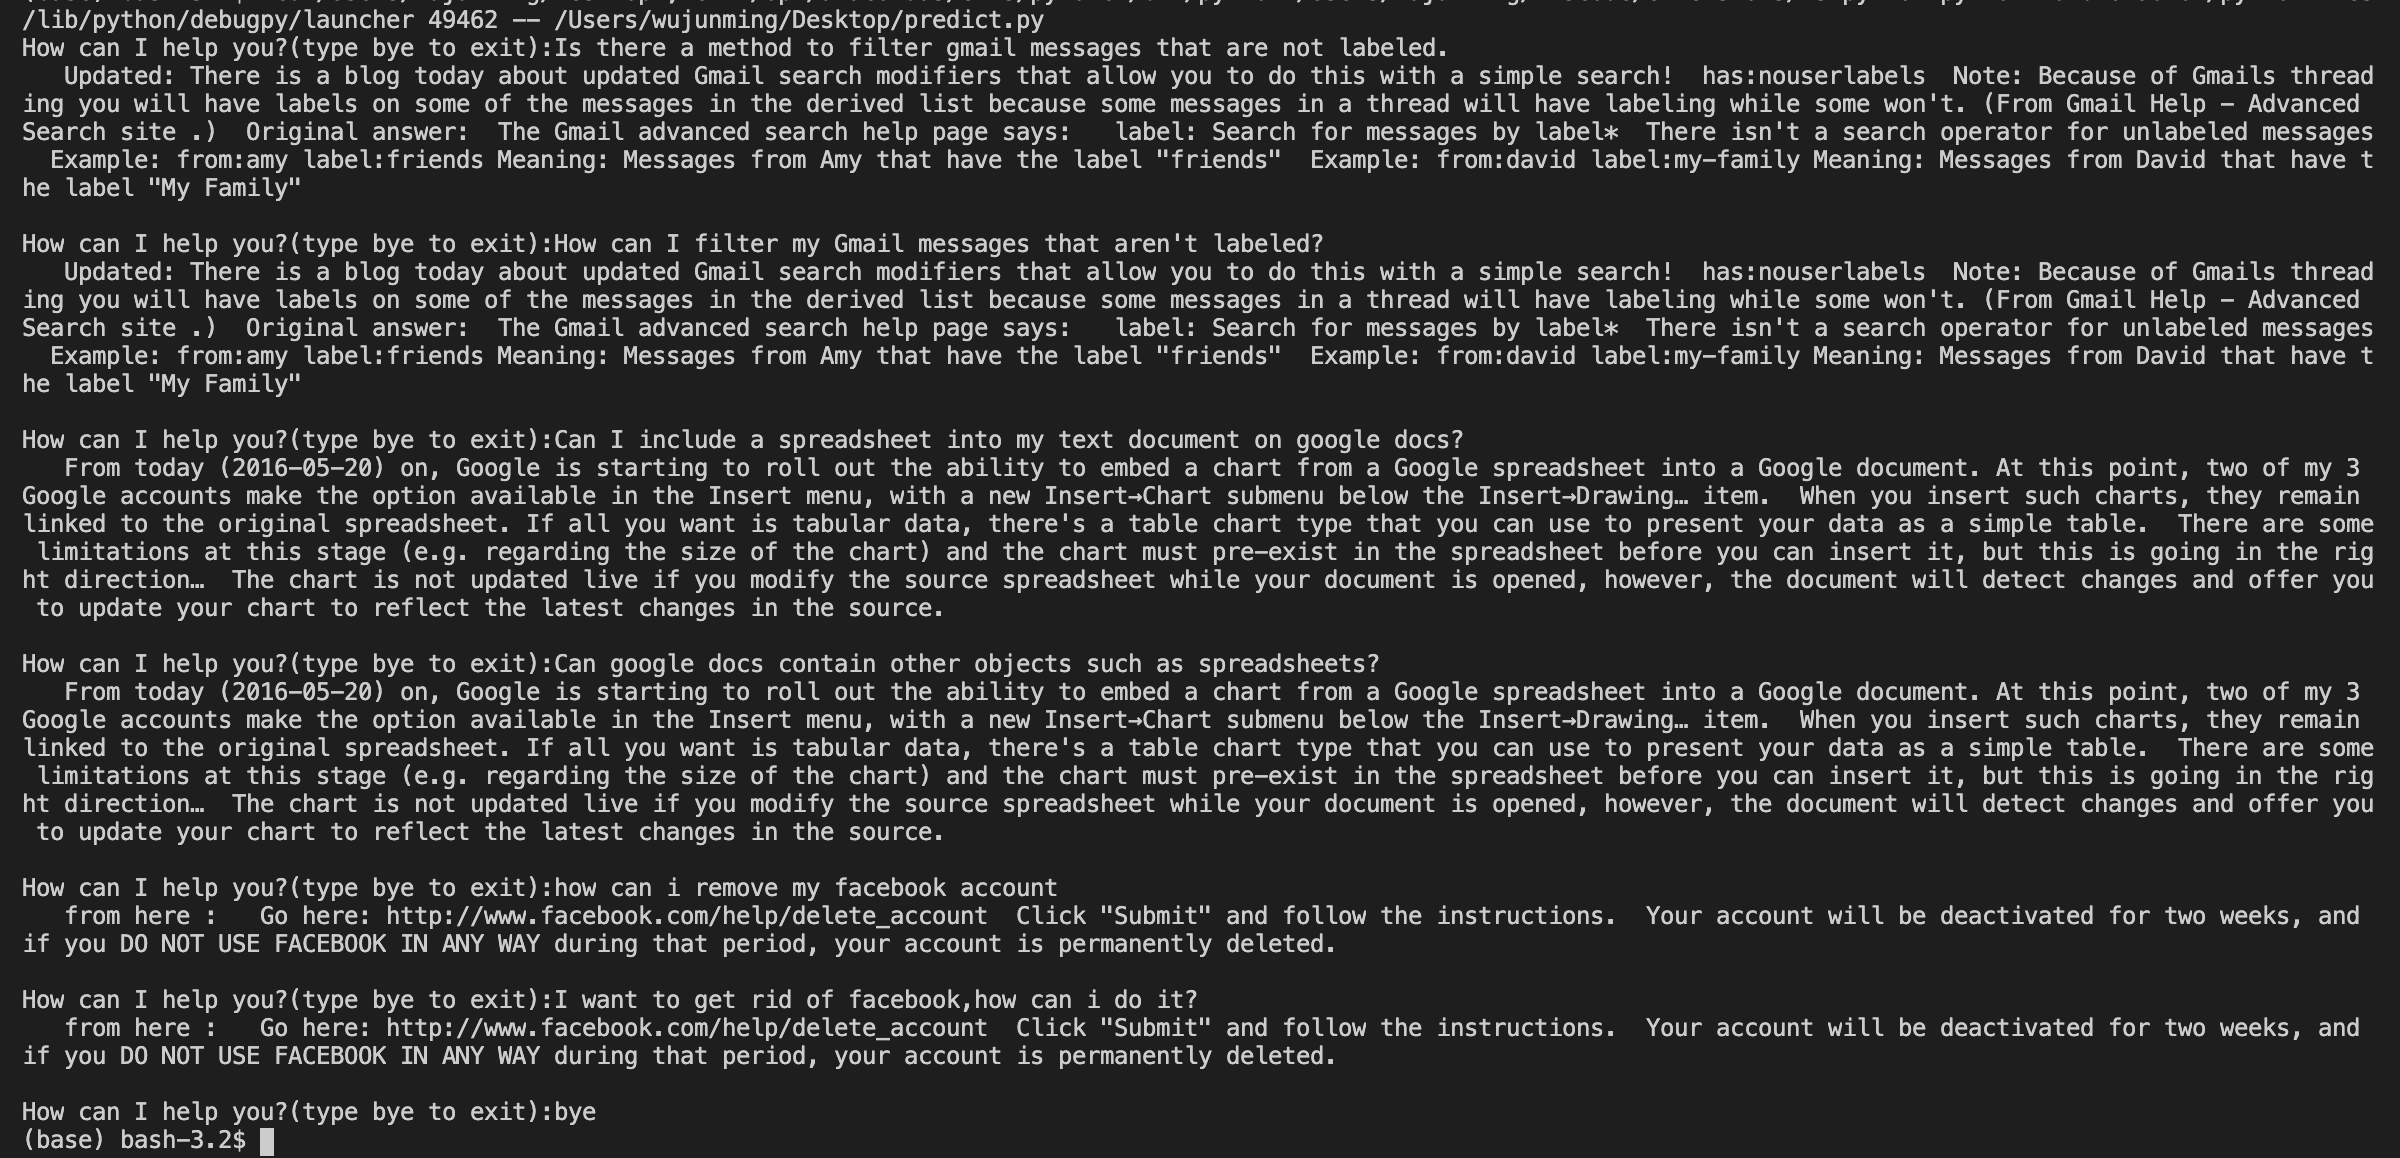 /lib/python/debugpy/launcher 49462 -- /Users/wujunming/Desktop/predict.py
How can I help you?(type bye to exit):Is there a method to filter gmail messages that are not labeled.
   Updated: There is a blog today about updated Gmail search modifiers that allow you to do this with a simple search!  has:nouserlabels  Note: Because of Gmails thread
ing you will have labels on some of the messages in the derived list because some messages in a thread will have labeling while some won't. (From Gmail Help - Advanced
Search site .)  Original answer:  The Gmail advanced search help page says:   label: Search for messages by label*  There isn't a search operator for unlabeled messages
  Example: from:amy label:friends Meaning: Messages from Amy that have the label "friends"  Example: from:david label:my-family Meaning: Messages from David that have t
he label "My Family"

How can I help you?(type bye to exit):How can I filter my Gmail messages that aren't labeled?
   Updated: There is a blog today about updated Gmail search modifiers that allow you to do this with a simple search!  has:nouserlabels  Note: Because of Gmails thread
ing you will have labels on some of the messages in the derived list because some messages in a thread will have labeling while some won't. (From Gmail Help - Advanced
Search site .)  Original answer:  The Gmail advanced search help page says:   label: Search for messages by label*  There isn't a search operator for unlabeled messages
  Example: from:amy label:friends Meaning: Messages from Amy that have the label "friends"  Example: from:david label:my-family Meaning: Messages from David that have t
he label "My Family"

How can I help you?(type bye to exit):Can I include a spreadsheet into my text document on google docs?
   From today (2016-05-20) on, Google is starting to roll out the ability to embed a chart from a Google spreadsheet into a Google document. At this point, two of my 3
Google accounts make the option available in the Insert menu, with a new Insert→Chart submenu below the Insert→Drawing… item.  When you insert such charts, they remain
linked to the original spreadsheet. If all you want is tabular data, there's a table chart type that you can use to present your data as a simple table.  There are some
 limitations at this stage (e.g. regarding the size of the chart) and the chart must pre-exist in the spreadsheet before you can insert it, but this is going in the rig
ht direction…  The chart is not updated live if you modify the source spreadsheet while your document is opened, however, the document will detect changes and offer you
 to update your chart to reflect the latest changes in the source.

How can I help you?(type bye to exit):Can google docs contain other objects such as spreadsheets?
   From today (2016-05-20) on, Google is starting to roll out the ability to embed a chart from a Google spreadsheet into a Google document. At this point, two of my 3
Google accounts make the option available in the Insert menu, with a new Insert→Chart submenu below the Insert→Drawing… item.  When you insert such charts, they remain
linked to the original spreadsheet. If all you want is tabular data, there's a table chart type that you can use to present your data as a simple table.  There are some
 limitations at this stage (e.g. regarding the size of the chart) and the chart must pre-exist in the spreadsheet before you can insert it, but this is going in the rig
ht direction…  The chart is not updated live if you modify the source spreadsheet while your document is opened, however, the document will detect changes and offer you
 to update your chart to reflect the latest changes in the source.

How can I help you?(type bye to exit):how can i remove my facebook account
   from here :   Go here: http://www.facebook.com/help/delete_account  Click "Submit" and follow the instructions.  Your account will be deactivated for two weeks, and
if you DO NOT USE FACEBOOK IN ANY WAY during that period, your account is permanently deleted.

How can I help you?(type bye to exit):I want to get rid of facebook,how can i do it?
   from here :   Go here: http://www.facebook.com/help/delete_account  Click "Submit" and follow the instructions.  Your account will be deactivated for two weeks, and
if you DO NOT USE FACEBOOK IN ANY WAY during that period, your account is permanently deleted.

How can I help you?(type bye to exit):bye
(base) bash-3.2$